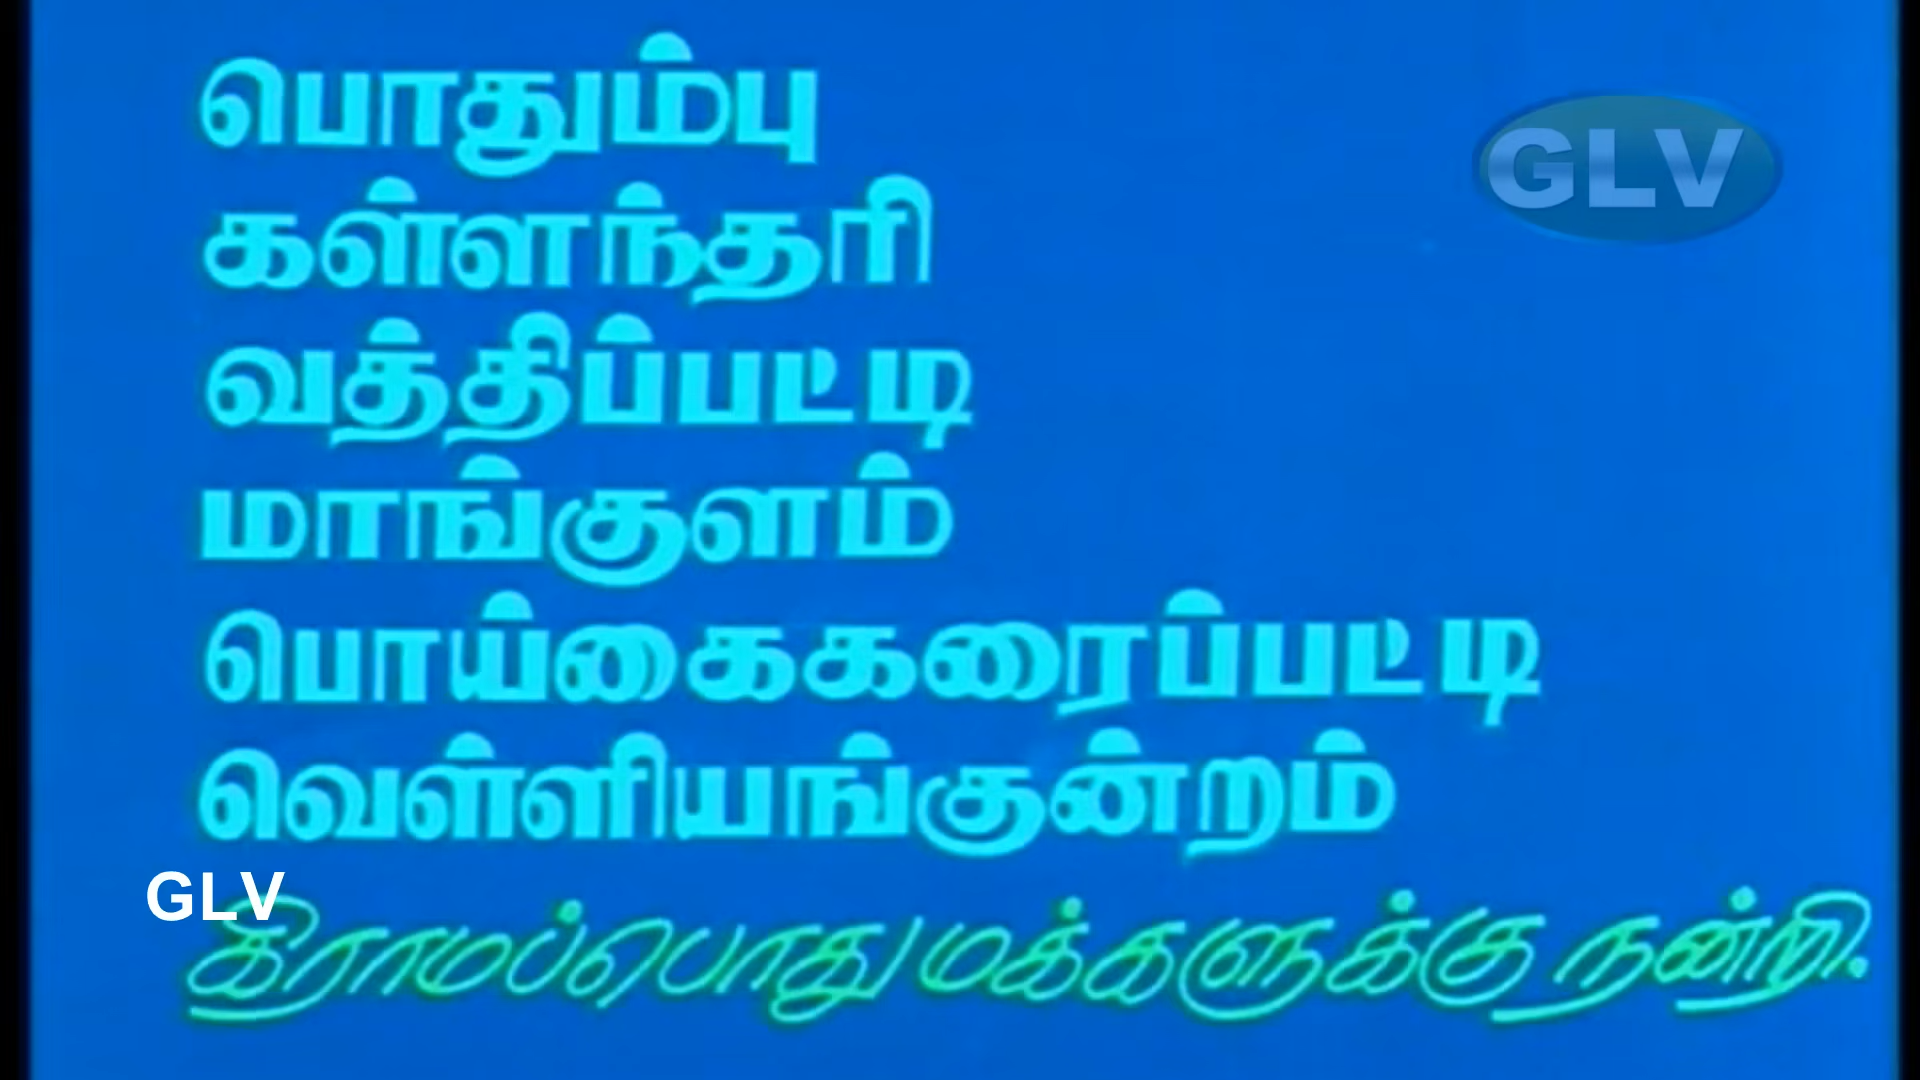 பொதும்பு
GLV
கள்ளந்தரி
வத்திப்பட்டி
மாங்குளம்
பொய்கைகரைப்பட்டி
வெள்ளியங்குன்றம்
GLV
கிராமப்பொது மக்களுக்கு நன்றி.